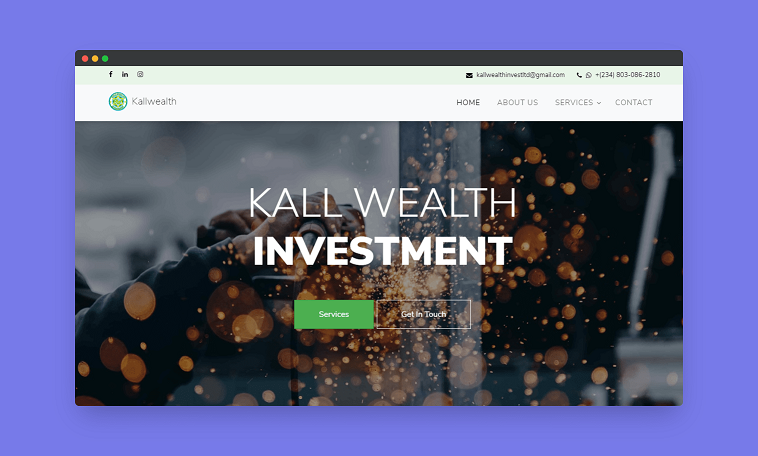 kallwealthinvestltd@gmail.com +(234) 803-086-2810
Kallwealth HOME ABOUT US SERVICES CONTACT
KALL WEALTH
INVESTMENT
Services Get In Touch